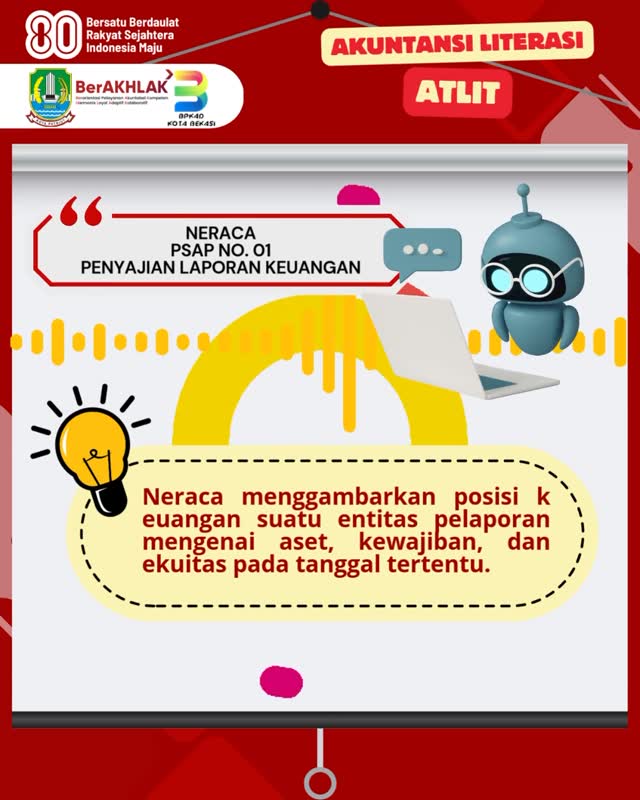 80
Bersatu Berdaulat
Rakyat Sejahtera
Indonesia Maju
AKUNTANSI LITERASI
ATLIT
BerAKHLAK
BPKAD
KOTA BEKASI
NERACA
PSAP NO. 01
PENYAJIAN LAPORAN KEUANGAN
Neraca menggambarkan posisi k
euangan suatu entitas pelaporan
mengenai aset, kewajiban, dan
ekuitas pada tanggal tertentu.